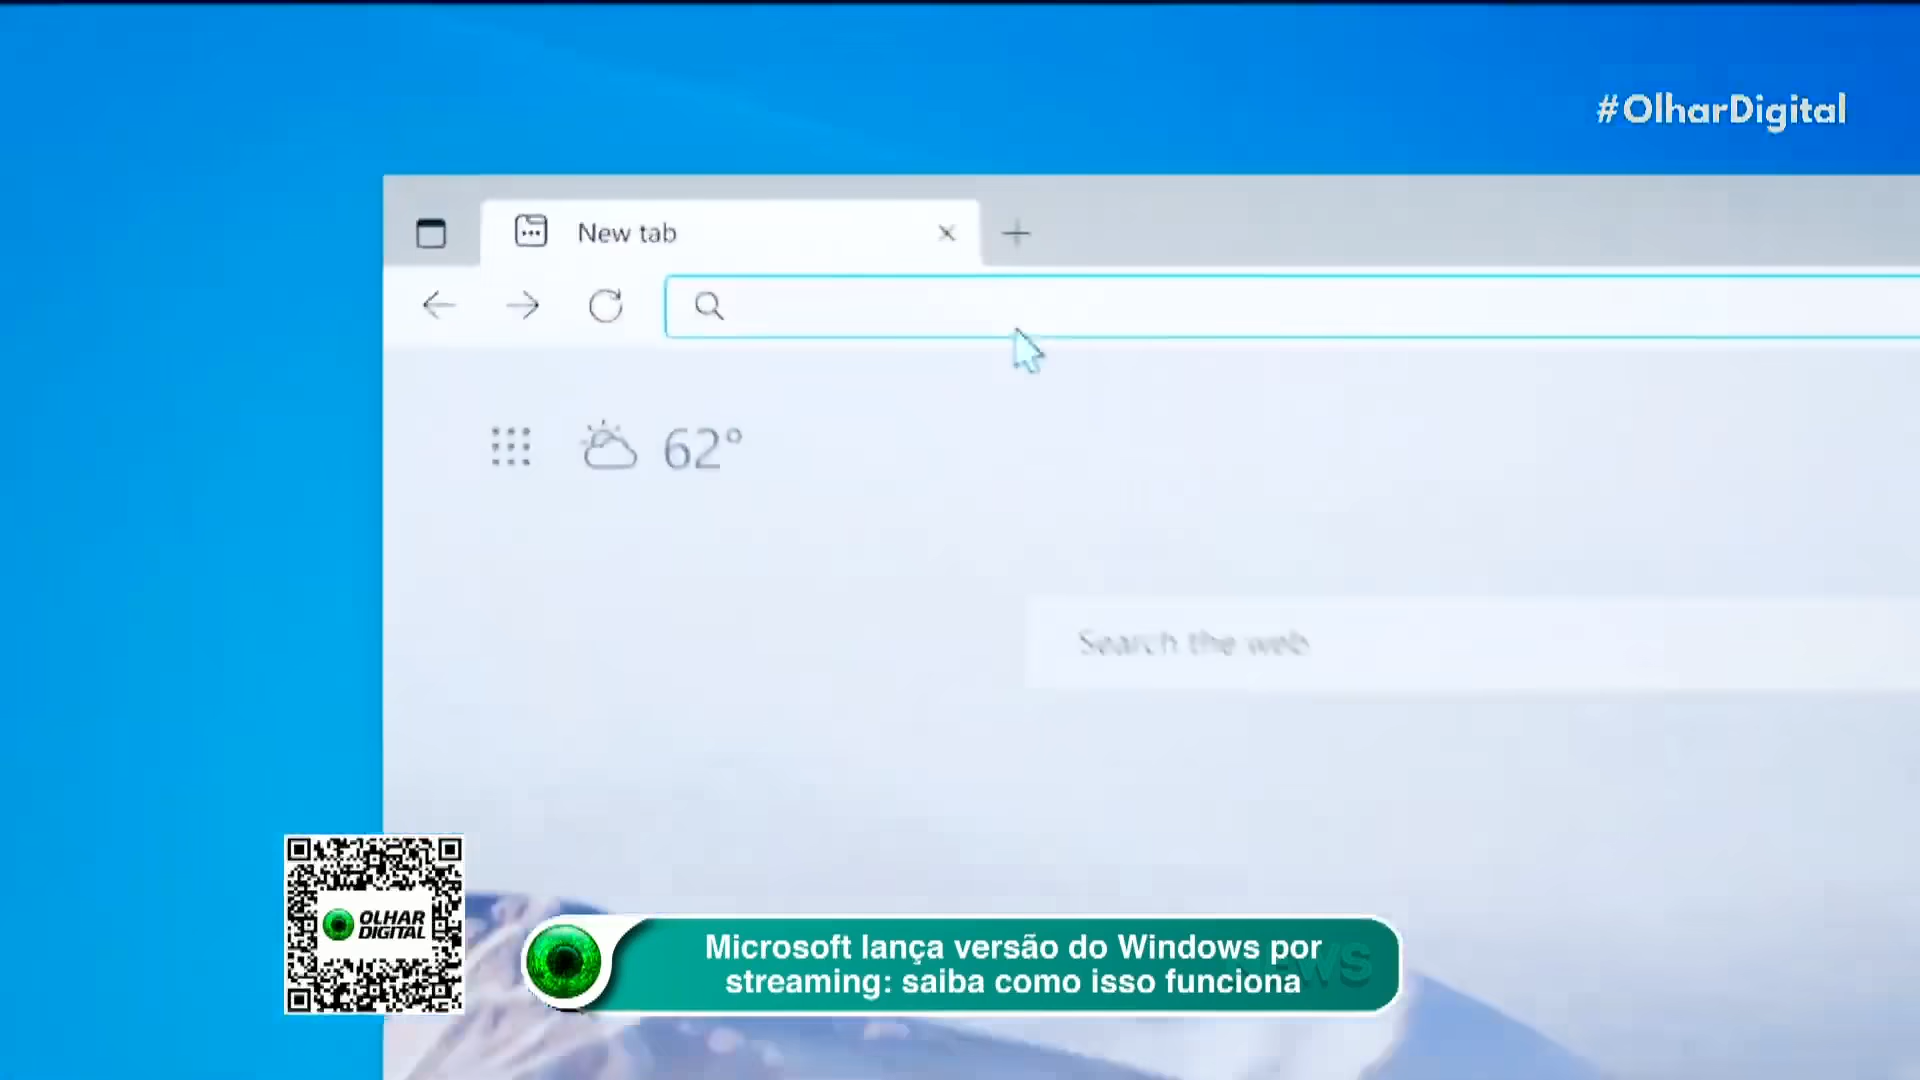 #OlharDigital
New tab
62°
Search the web
OLHAR
DIGITAL
Microsoft lança versão do Windows por
streaming: saiba como isso funciona